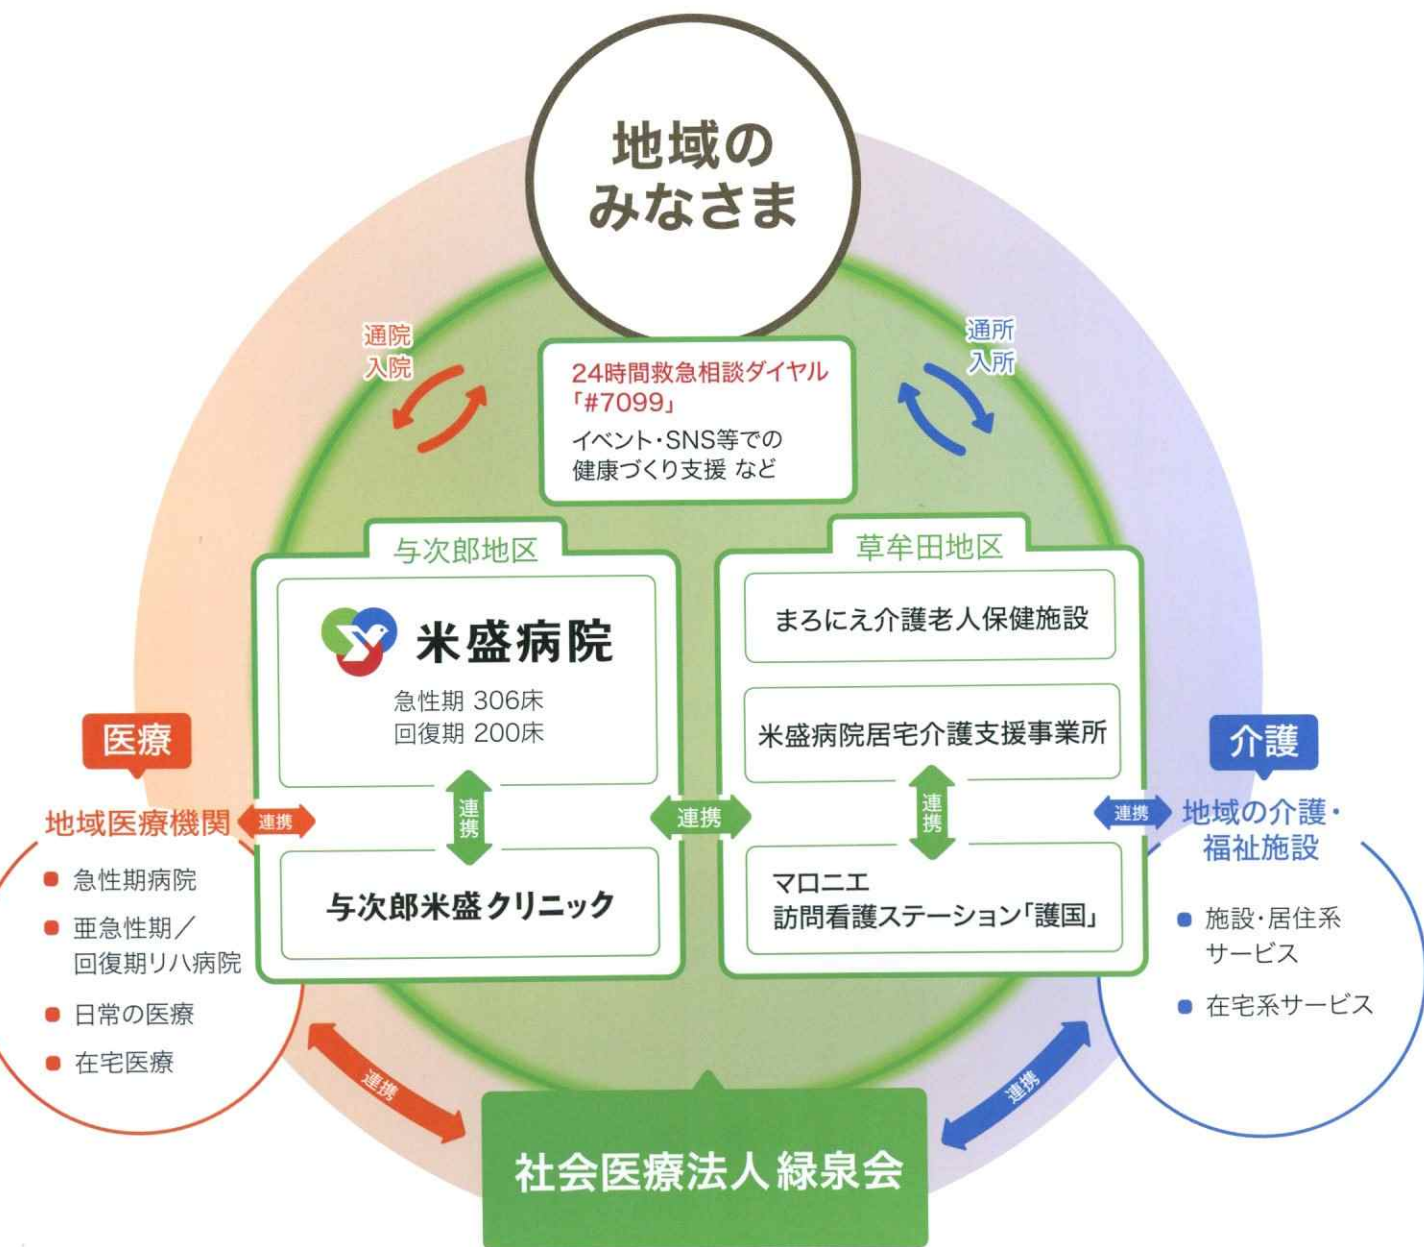 地域の
みなさま
通院
入院
通所
入所
24時間救急相談ダイヤル
「#7099」
イベント・SNS等での
健康づくり支援 など
与次郎地区
米盛病院
急性期 306床
回復期 200床
連携
与次郎米盛クリニック
連携
草牟田地区
まろにえ介護老人保健施設
米盛病院居宅介護支援事業所
連携
マロニエ
訪問看護ステーション「護国」
医療
地域医療機関
連携
急性期病院
亜急性期／
回復期リハ病院
日常の医療
在宅医療
連携
介護
連携
地域の介護・
福祉施設
施設・居住系
サービス
在宅系サービス
連携
社会医療法人緑泉会